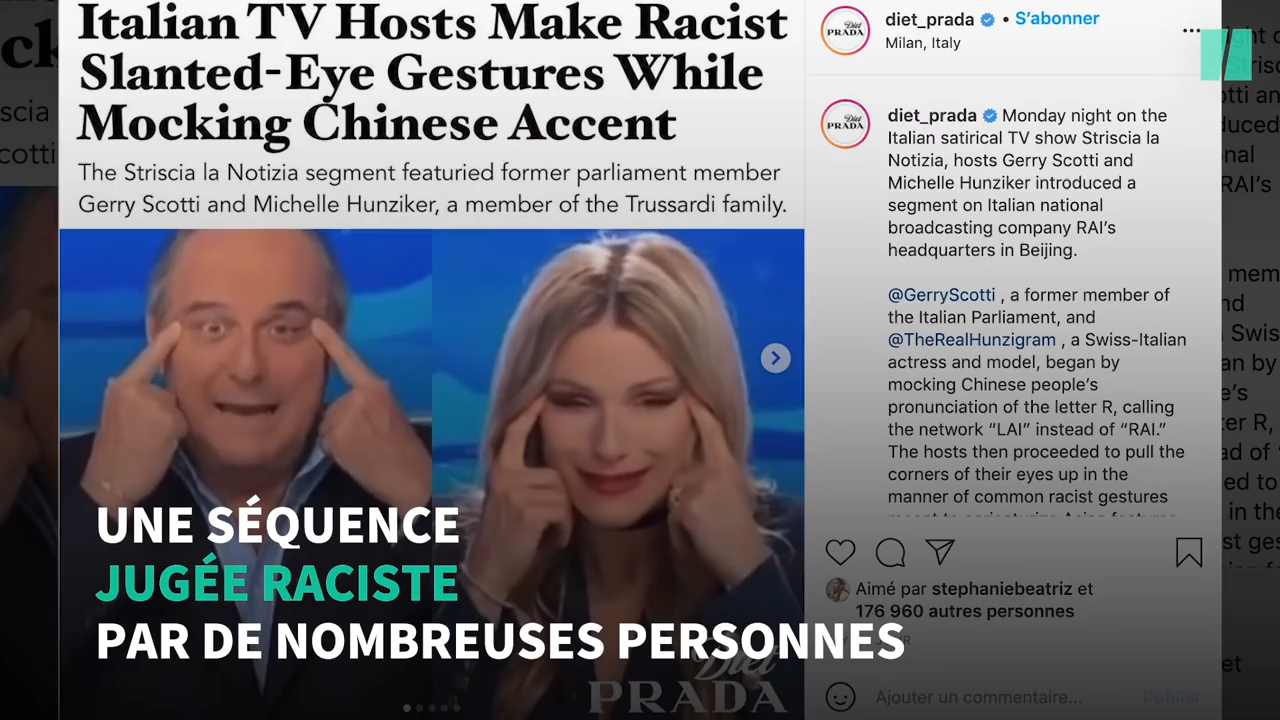 Italian TV Hosts Make Racist
Slanted-Eye Gestures While
Mocking Chinese Accent
The Striscia la Notizia segment featuried former parliament member
Gerry Scotti and Michelle Hunziker, a member of the Trussardi family.
diet_prada • S'abonner
Milan, Italy
Diet
PRADA
diet_prada Monday night on the
Italian satirical TV show Striscia la
Notizia, hosts Gerry Scotti and
Michelle Hunziker introduced a
segment on Italian national
broadcasting company RAI's
headquarters in Beijing.
@GerryScotti , a former member of
the Italian Parliament, and
@TheRealHunzigram , a Swiss-Italian
actress and model, began by
mocking Chinese people's
pronunciation of the letter R, calling
the network "LAI" instead of "RAI."
The hosts then proceeded to pull the
corners of their eyes up in the
manner of common racist gestures
Aimé par stephaniebeatriz et
176 960 autres personnes
Ajouter un commentaire...
Publier
UNE SÉQUENCE
JUGÉE RACISTE
PAR DE NOMBREUSES PERSONNES
Diet
PRADA